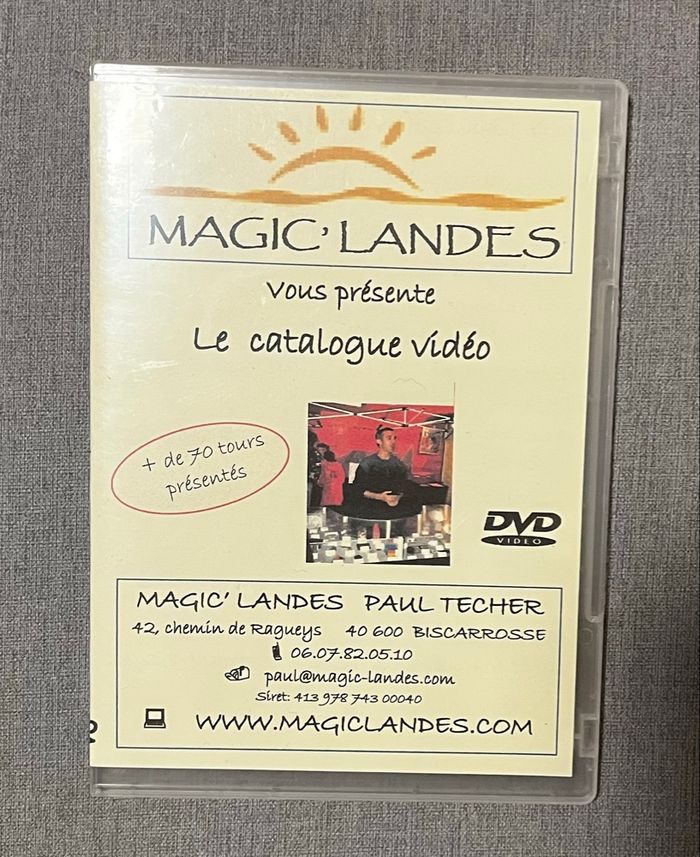 MAGIC' LANDES
Vous présente
Le catalogue vidéo
+ de 70 tours
présentés
DVD
VIDEO
MAGIC' LANDES PAUL TECHER
42, chemin de Ragueys 40 600 BISCARROSSE
06.07.82.05.10
paul@magic-landes.com
Siret: 413 978 743 00040
WWW.MAGICLANDES.COM